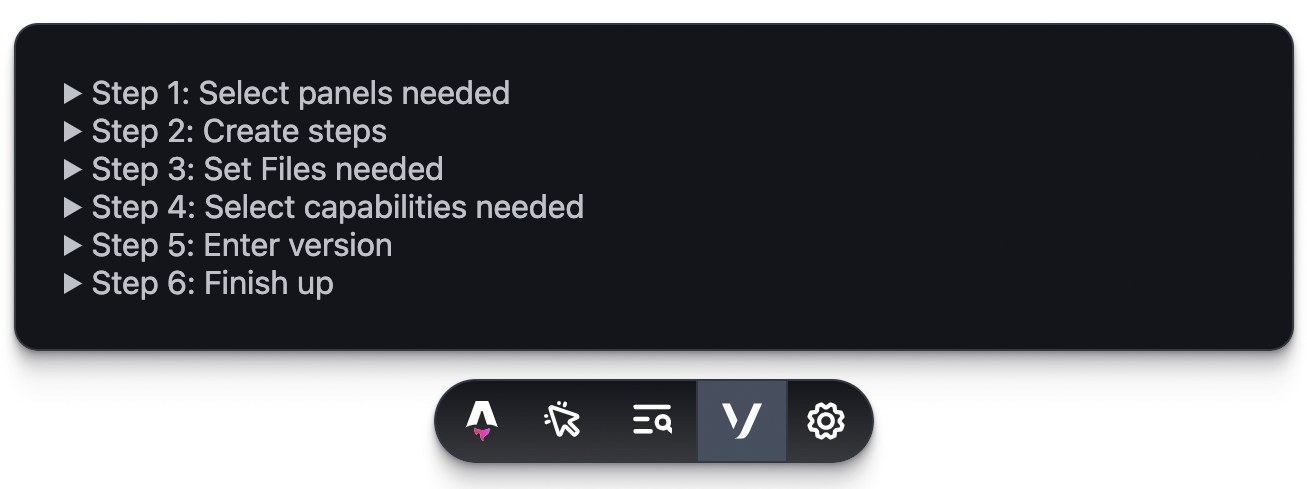 Step 1: Select panels needed
Step 2: Create steps
Step 3: Set Files needed
Step 4: Select capabilities needed
Step 5: Enter version
Step 6: Finish up